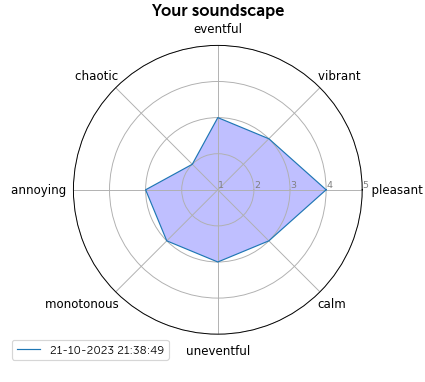 Your soundscape
eventful
chaotic
vibrant
annoying
1 2 3 4 5
pleasant
monotonous
calm
uneventful
21-10-2023 21:38:49